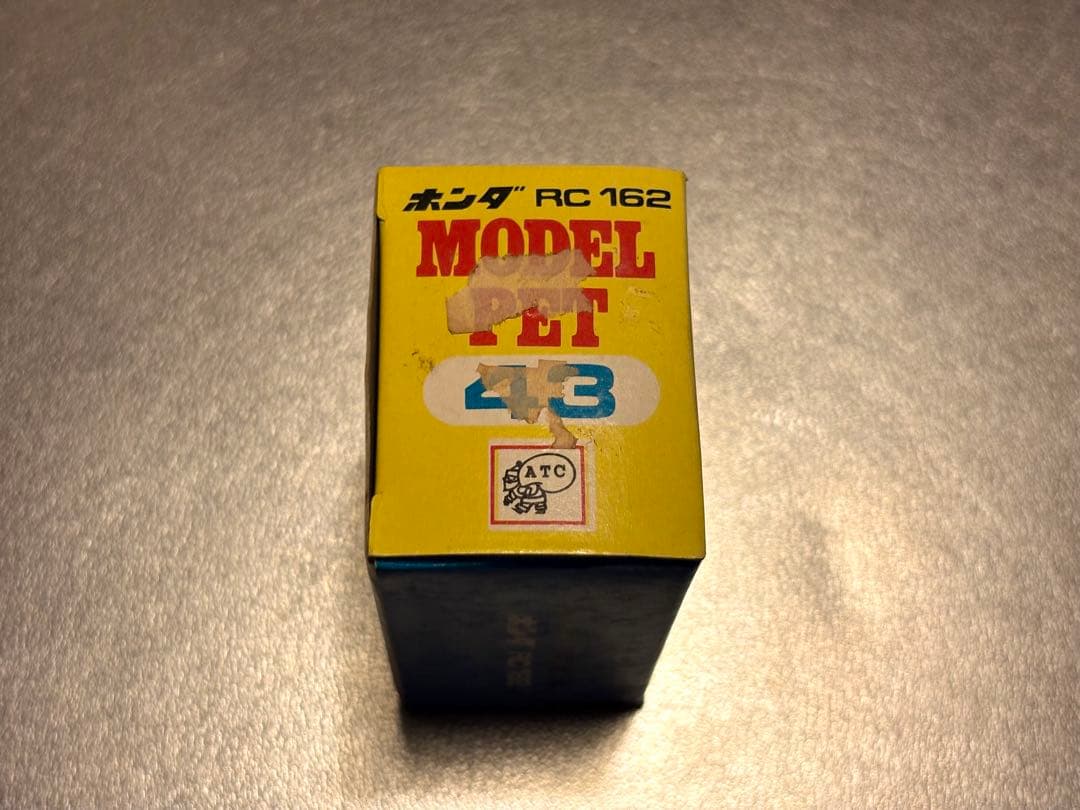 ホンダ RC 162
MODEL
PET
43
ATC